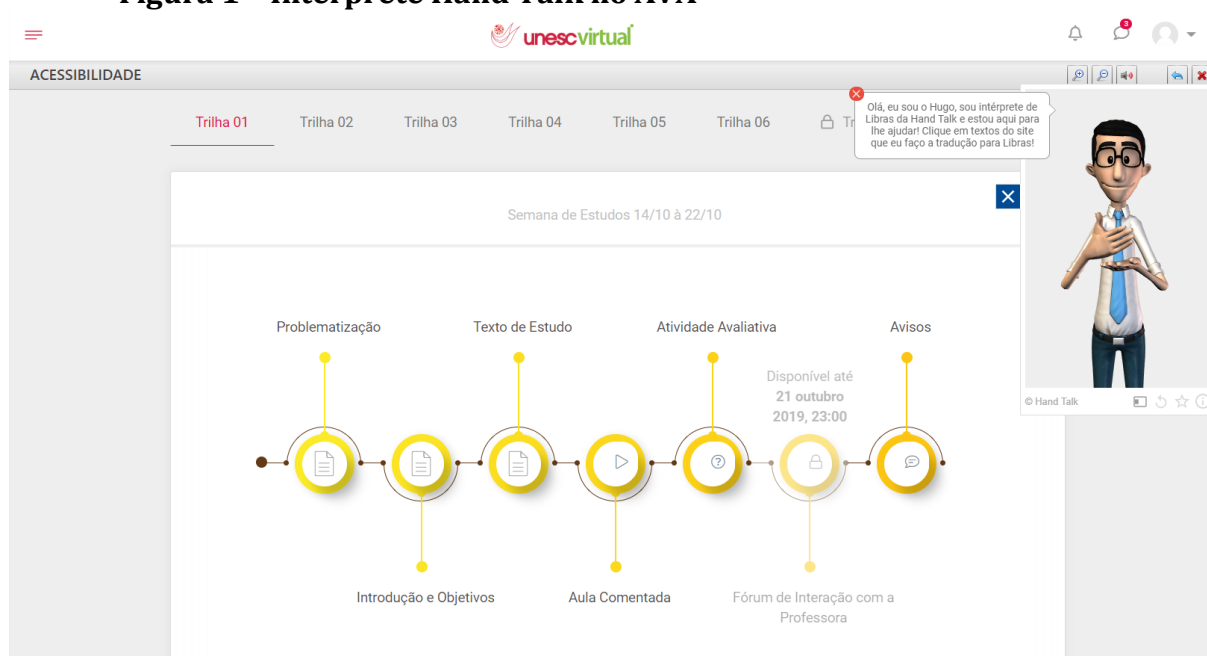 Figura 1 – Intérprete Hand Talk no AVA
unescvirtual
3
ACESSIBILIDADE
Trilha 01
Trilha 02
Trilha 03
Trilha 04
Trilha 05
Trilha 06
Olá, eu sou o Hugo, sou intérprete de
Libras da Hand Talk e estou aqui para
lhe ajudar! Clique em textos do site
que eu faço a tradução para Libras!
Semana de Estudos 14/10 à 22/10
Problematização
Texto de Estudo
Atividade Avaliativa
Avisos
Disponível até
21 outubro
2019, 23:00
© Hand Talk
Introdução e Objetivos
Aula Comentada
Fórum de Interação com a
Professora